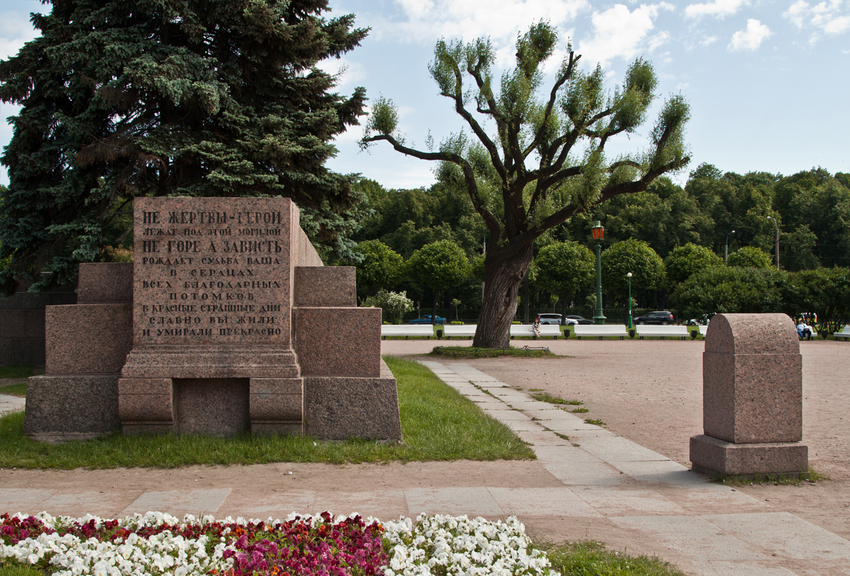 НЕ ЖЕРТВЫ-ГЕРОИ
ЛЕЖАТ ПОД ЭТОЙ МОГИЛОЙ
НЕ ГОРЕ А ЗАВИСТЬ
РОЖДАЕТ СУДЬБА ВАША
В СЕРДЦАХ
ВСЕХ БЛАГОДАРНЫХ
ПОТОМКОВ
В КРАСНЫЕ СТРАШНЫЕ ДНИ
СЛАВНО ВЫ ЖИЛИ
И УМИРАЛИ ПРЕКРАСНО